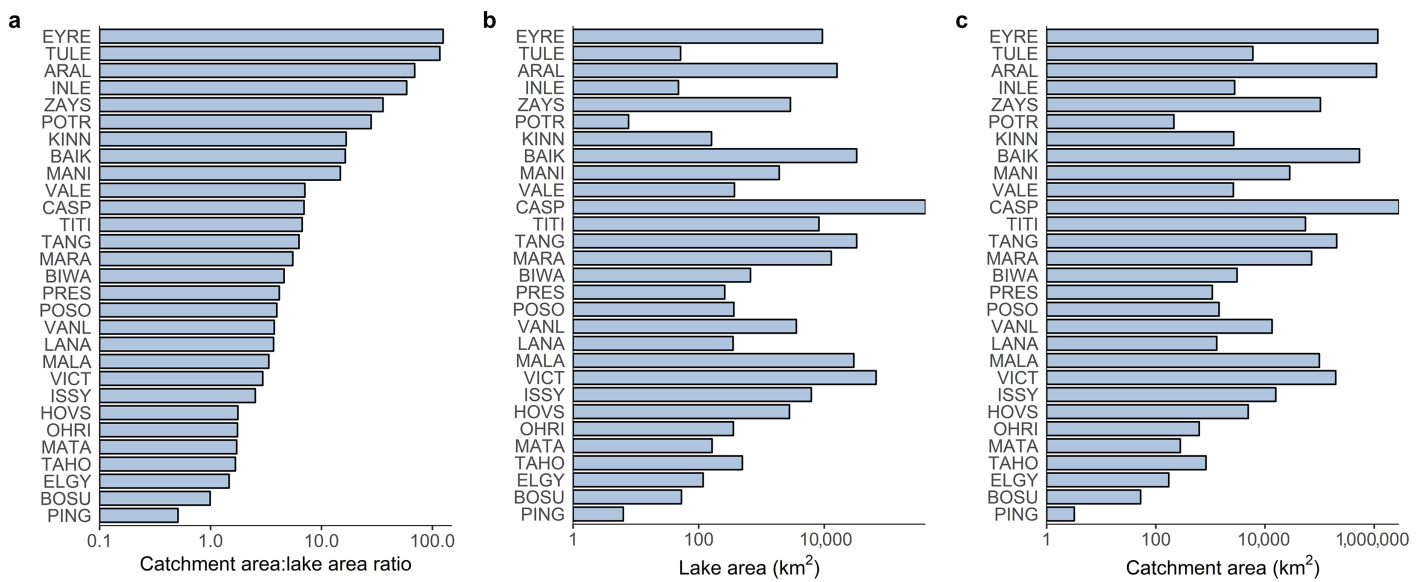 a
EYRE
TULE
ARAL
INLE
ZAYS
POTR
KINN
BAIK
MANI
VALE
CASP
TITI
TANG
MARA
BIWA
PRES
POSO
VANL
LANA
MALA
VICT
ISSY
HOVS
OHRI
MATA
TAHO
ELGY
BOSU
PING
0.1 1.0 10.0 100.0
Catchment area:lake area ratio
b
EYRE
TULE
ARAL
INLE
ZAYS
POTR
KINN
BAIK
MANI
VALE
CASP
TITI
TANG
MARA
BIWA
PRES
POSO
VANL
LANA
MALA
VICT
ISSY
HOVS
OHRI
MATA
TAHO
ELGY
BOSU
PING
1 100 10,000
Lake area (km²)
c
EYRE
TULE
ARAL
INLE
ZAYS
POTR
KINN
BAIK
MANI
VALE
CASP
TITI
TANG
MARA
BIWA
PRES
POSO
VANL
LANA
MALA
VICT
ISSY
HOVS
OHRI
MATA
TAHO
ELGY
BOSU
PING
1 100 10,000 1,000,000
Catchment area (km²)